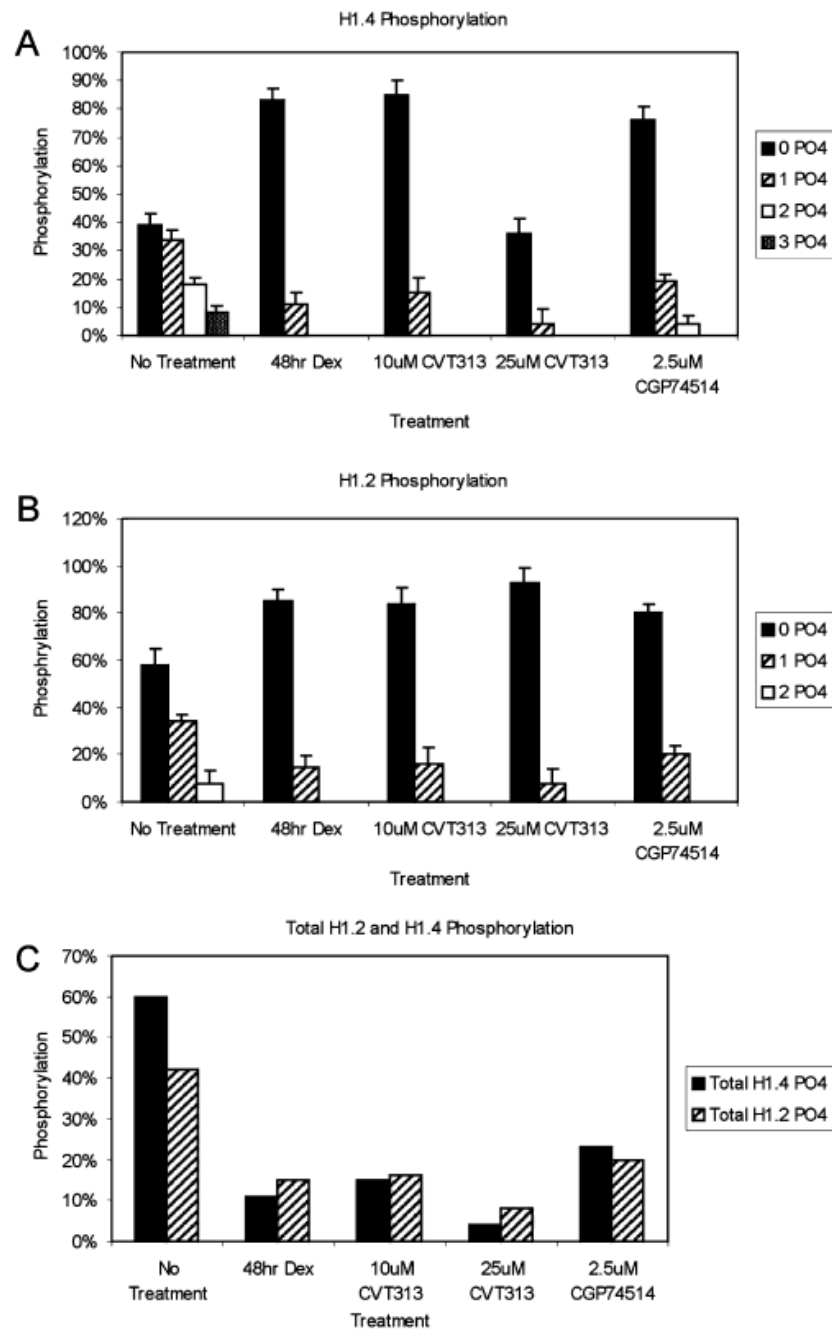 A
H1.4 Phosphorylation
100%
90%
80%
70%
60%
50%
40%
30%
20%
10%
0%
Phosphorylation
No Treatment
48hr Dex
10uM CVT313
25uM CVT313
2.5uM
CGP74514
Treatment
0 PO4
1 PO4
2 PO4
3 PO4
B
H1.2 Phosphorylation
120%
100%
80%
60%
40%
20%
0%
Phosphrylation
No Treatment
48hr Dex
10uM CVT313
25uM CVT313
2.5uM
CGP74514
Treatment
0 PO4
1 PO4
2 PO4
C
Total H1.2 and H1.4 Phosphorylation
70%
60%
50%
40%
30%
20%
10%
0%
Phosphorylation
No
Treatment
48hr Dex
10uM
CVT313
25uM
CVT313
2.5uM
CGP74514
Treatment
Total H1.4 PO4
Total H1.2 PO4